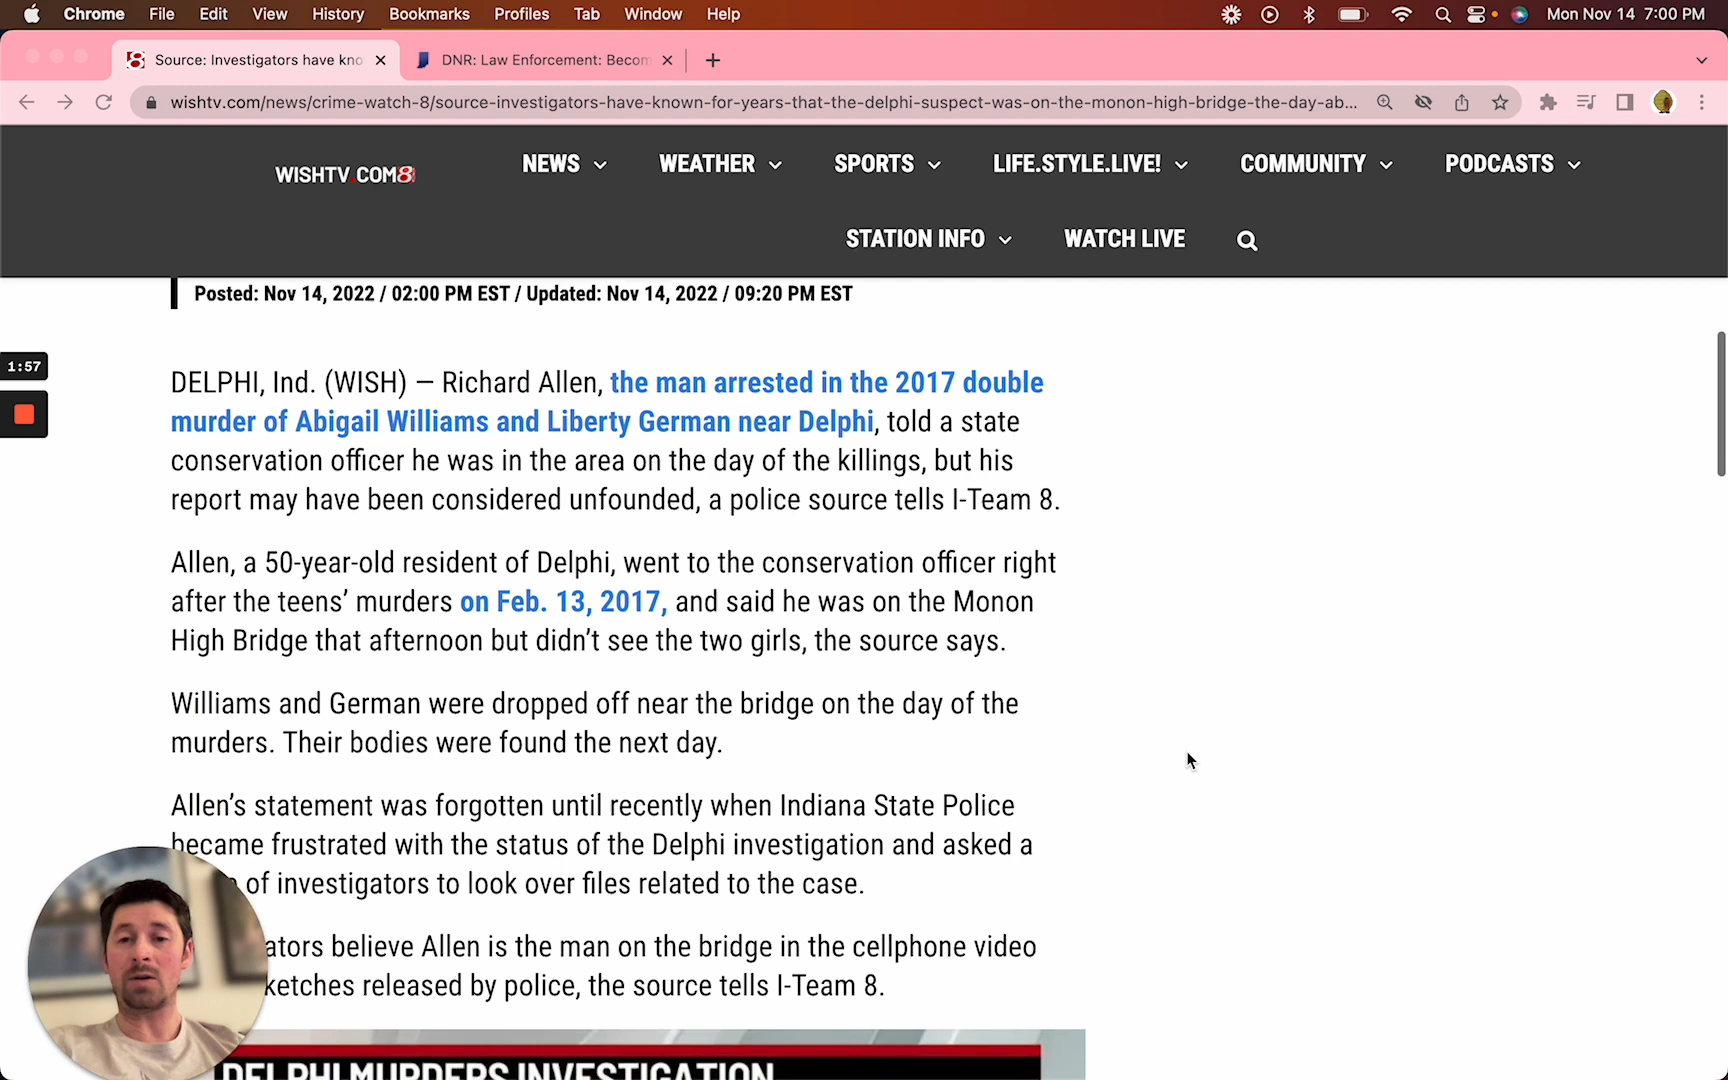 Chrome File Edit View History Bookmarks Profiles Tab Window Help Mon Nov 14 7:00 PM
Source: Investigators have kno DNR: Law Enforcement: Becom
wishtv.com/news/crime-watch-8/source-investigators-have-known-for-years-that-the-delphi-suspect-was-on-the-monon-high-bridge-the-day-ab...
WISHTV.COM8 NEWS WEATHER SPORTS LIFE.STYLE.LIVE! COMMUNITY PODCASTS
STATION INFO WATCH LIVE
Posted: Nov 14, 2022 / 02:00 PM EST / Updated: Nov 14, 2022 / 09:20 PM EST
1:57
DELPHI, Ind. (WISH) — Richard Allen, the man arrested in the 2017 double
murder of Abigail Williams and Liberty German near Delphi, told a state
conservation officer he was in the area on the day of the killings, but his
report may have been considered unfounded, a police source tells I-Team 8.
Allen, a 50-year-old resident of Delphi, went to the conservation officer right
after the teens’ murders on Feb. 13, 2017, and said he was on the Monon
High Bridge that afternoon but didn’t see the two girls, the source says.
Williams and German were dropped off near the bridge on the day of the
murders. Their bodies were found the next day.
Allen’s statement was forgotten until recently when Indiana State Police
became frustrated with the status of the Delphi investigation and asked a
of investigators to look over files related to the case.
ators believe Allen is the man on the bridge in the cellphone video
ketches released by police, the source tells I-Team 8.
DELPHI MURDERS INVESTIGATION